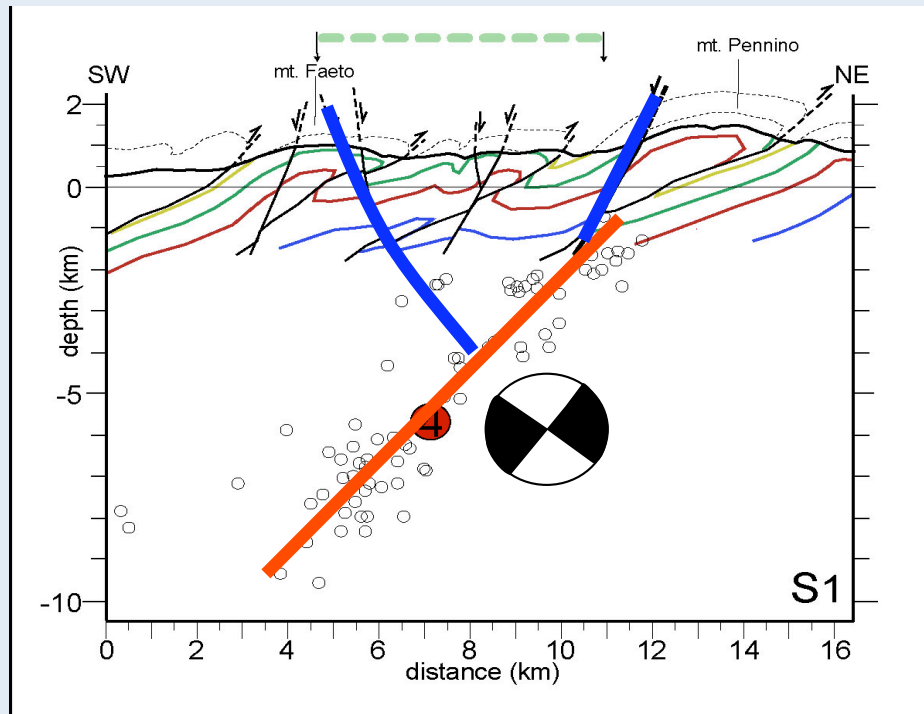 mt. Pennino
SW
mt. Faeto
NE
2
0
-5
-10
depth (km)
4
S1
0
2
4
6
8
10
12
14
16
distance (km)